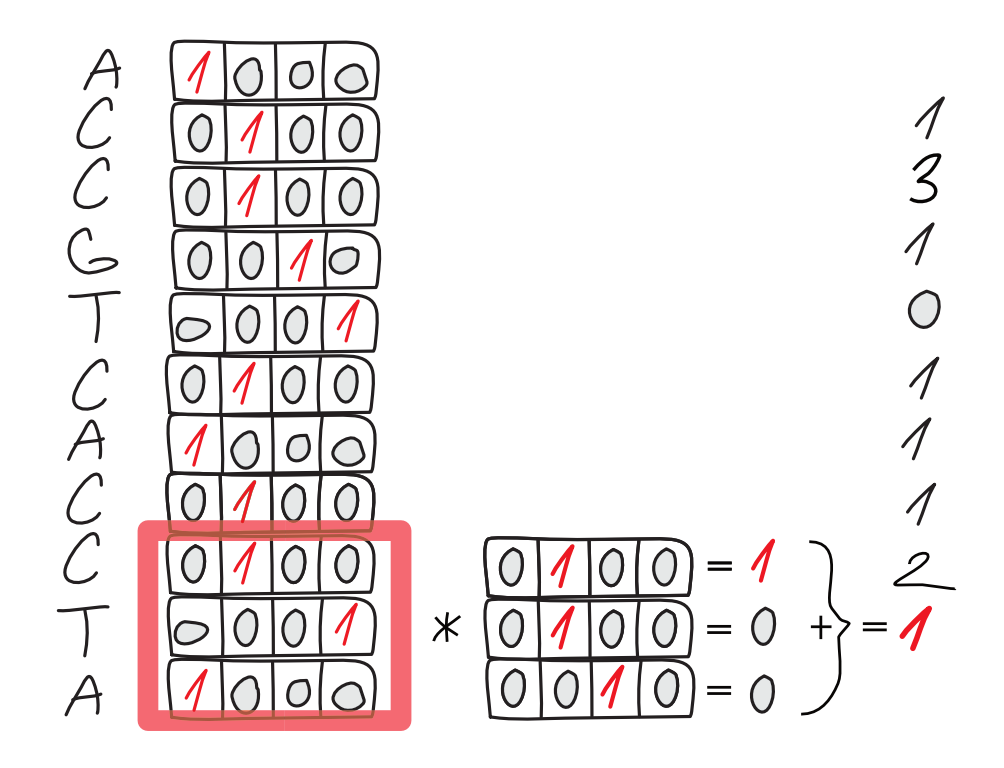 A 1 0 0 0
C 0 1 0 0 1
C 0 1 0 0 3
G 0 0 1 0 1
T 0 0 0 1 0
C 0 1 0 0 1
A 1 0 0 0 1
C 0 1 0 0 1
C 0 1 0 0 0 1 0 0 = 1 2
T 0 0 0 1 * 0 1 0 0 = 0 + } = 1
A 1 0 0 0 0 0 1 0 = 0